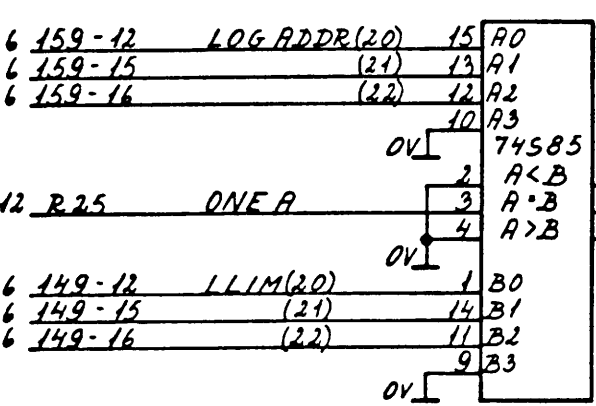 6 159-12 LOG ADDR(20) 15 A0
6 159-15 (21) 13 A1
6 159-16 (22) 12 A2
10 A3
0V 74S85
2 A<B
12 R25 ONE A 3 A=B
4 A>B
0V
6 149-12 LLIM(20) 1 B0
6 149-15 (21) 14 B1
6 149-16 (22) 11 B2
9 B3
0V